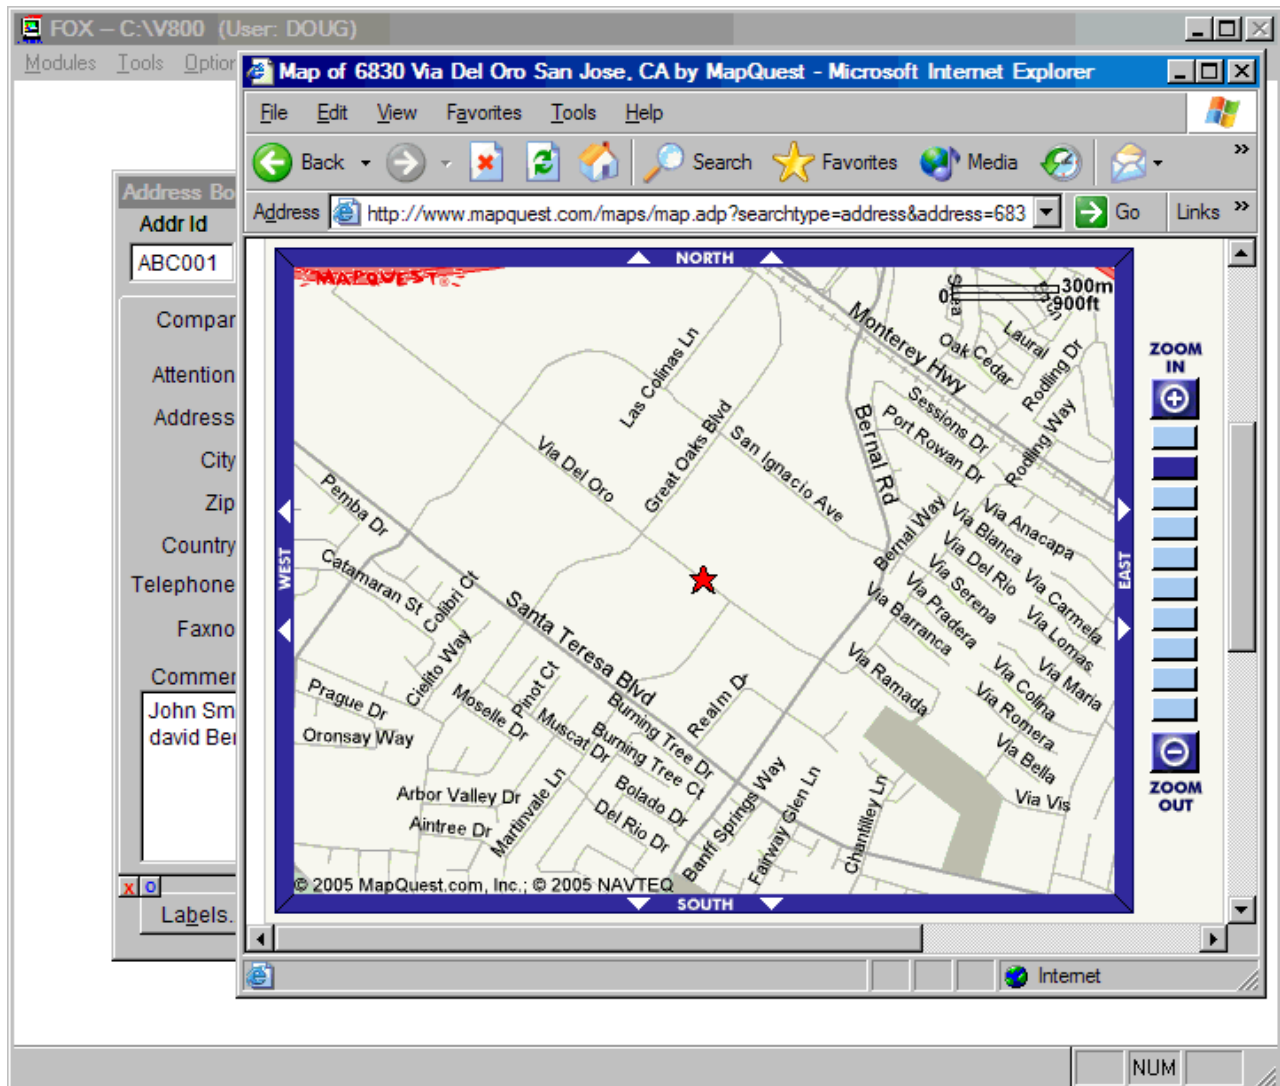 FOX – C:\V800 (User: DOUG)
Modules Tools Option
Map of 6830 Via Del Oro San Jose, CA by MapQuest - Microsoft Internet Explorer
File Edit View Favorites Tools Help
Back Search Favorites Media »
Address http://www.mapquest.com/maps/map.adp?searchtype=address&address=683 Go Links »
Address Bo
Addr Id
ABC001
Compar
Attention
Address
City
Zip
Country
Telephone
Faxno
Commer
John Sm
david Ber
X O
Labels.
NORTH
MAPQUEST
300m
0
900ft
Monterey Hwy
Laural
Oak Cedar
Rodling Dr
Las Colinas Ln
Sessions Dr
Port Rowan Dr
Rodling Way
Bernal Rd
Great Oaks Blvd
San Ignacio Ave
Via Del Oro
Pemba Dr
Bernal Way
Via Anacapa
Via Blanca
Via Del Rio
Via Serena
Via Carmela
WEST
EAST
Catamaran St
Colibri Ct
Via Pradera
Via Barranca
Via Lomas
Santa Teresa Blvd
Cielito Way
Via Ramada
Via Maria
Via Colina
Via Romera
Via Bella
Via Vis
Prague Dr
Oronsay Way
Moselle Dr
Pinot Ct
Muscat Dr
Realm D
Burning Tree Dr
Burning Tree Ct
Bolado Dr
Del Rio Dr
Arbor Valley Dr
Aintree Dr
Martinvale Ln
Banff Springs Way
Fairway Glen Ln
Chantilley Ln
© 2005 MapQuest.com, Inc.; © 2005 NAVTEQ
SOUTH
ZOOM
IN
ZOOM
OUT
Internet
NUM